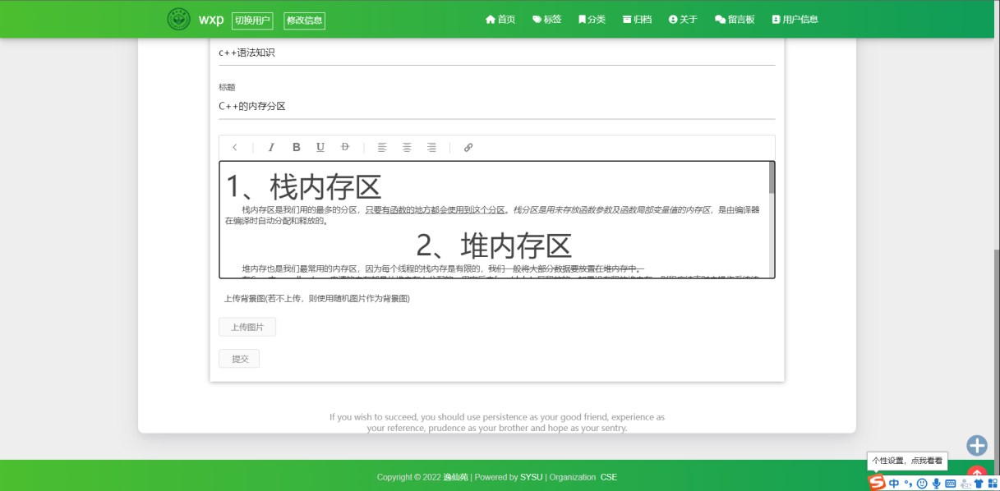 wxp 切换用户 修改信息 首页 标签 分类 归档 关于 留言板 用户信息
c++语法知识
标题
C++的内存分区
I B U D
1、栈内存区
栈内存区是我们用的最多的分区，只要有函数的地方都会使用到这个分区。栈分区是用来存放函数参数及函数局部变量值的内存区，是由编译器
在编译时自动分配和释放的。
2、堆内存区
堆内存也是我们最常用的内存区，因为每个线程的栈内存是有限的，我们一般将大部分数据要放置在堆内存中。
上传背景图(若不上传，则使用随机图片作为背景图)
上传图片
提交
If you wish to succeed, you should use persistence as your good friend, experience as
your reference, prudence as your brother and hope as your sentry.
个性设置，点我看看
Copyright © 2022 逸仙苑 | Powered by SYSU | Organization CSE
中